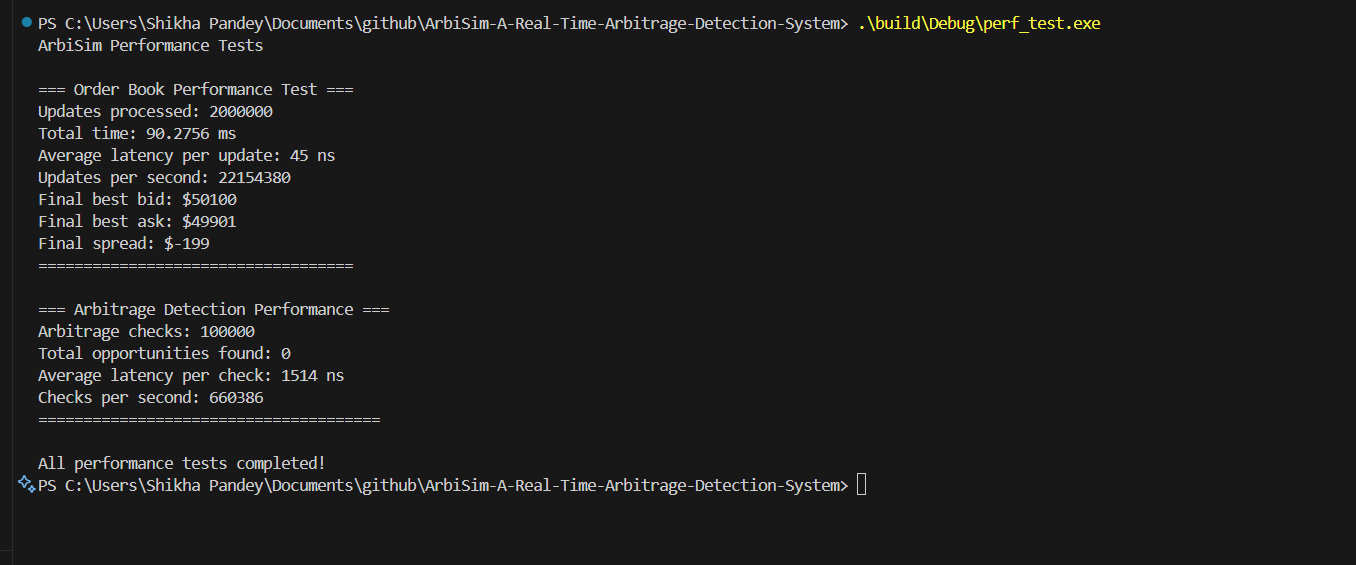 PS C:\Users\Shikha Pandey\Documents\github\ArbiSim-A-Real-Time-Arbitrage-Detection-System> .\build\Debug\perf_test.exe
ArbiSim Performance Tests
=== Order Book Performance Test ===
Updates processed: 2000000
Total time: 90.2756 ms
Average latency per update: 45 ns
Updates per second: 22154380
Final best bid: $50100
Final best ask: $49901
Final spread: $-199
===================================
=== Arbitrage Detection Performance ===
Arbitrage checks: 100000
Total opportunities found: 0
Average latency per check: 1514 ns
Checks per second: 660386
======================================
All performance tests completed!
PS C:\Users\Shikha Pandey\Documents\github\ArbiSim-A-Real-Time-Arbitrage-Detection-System>